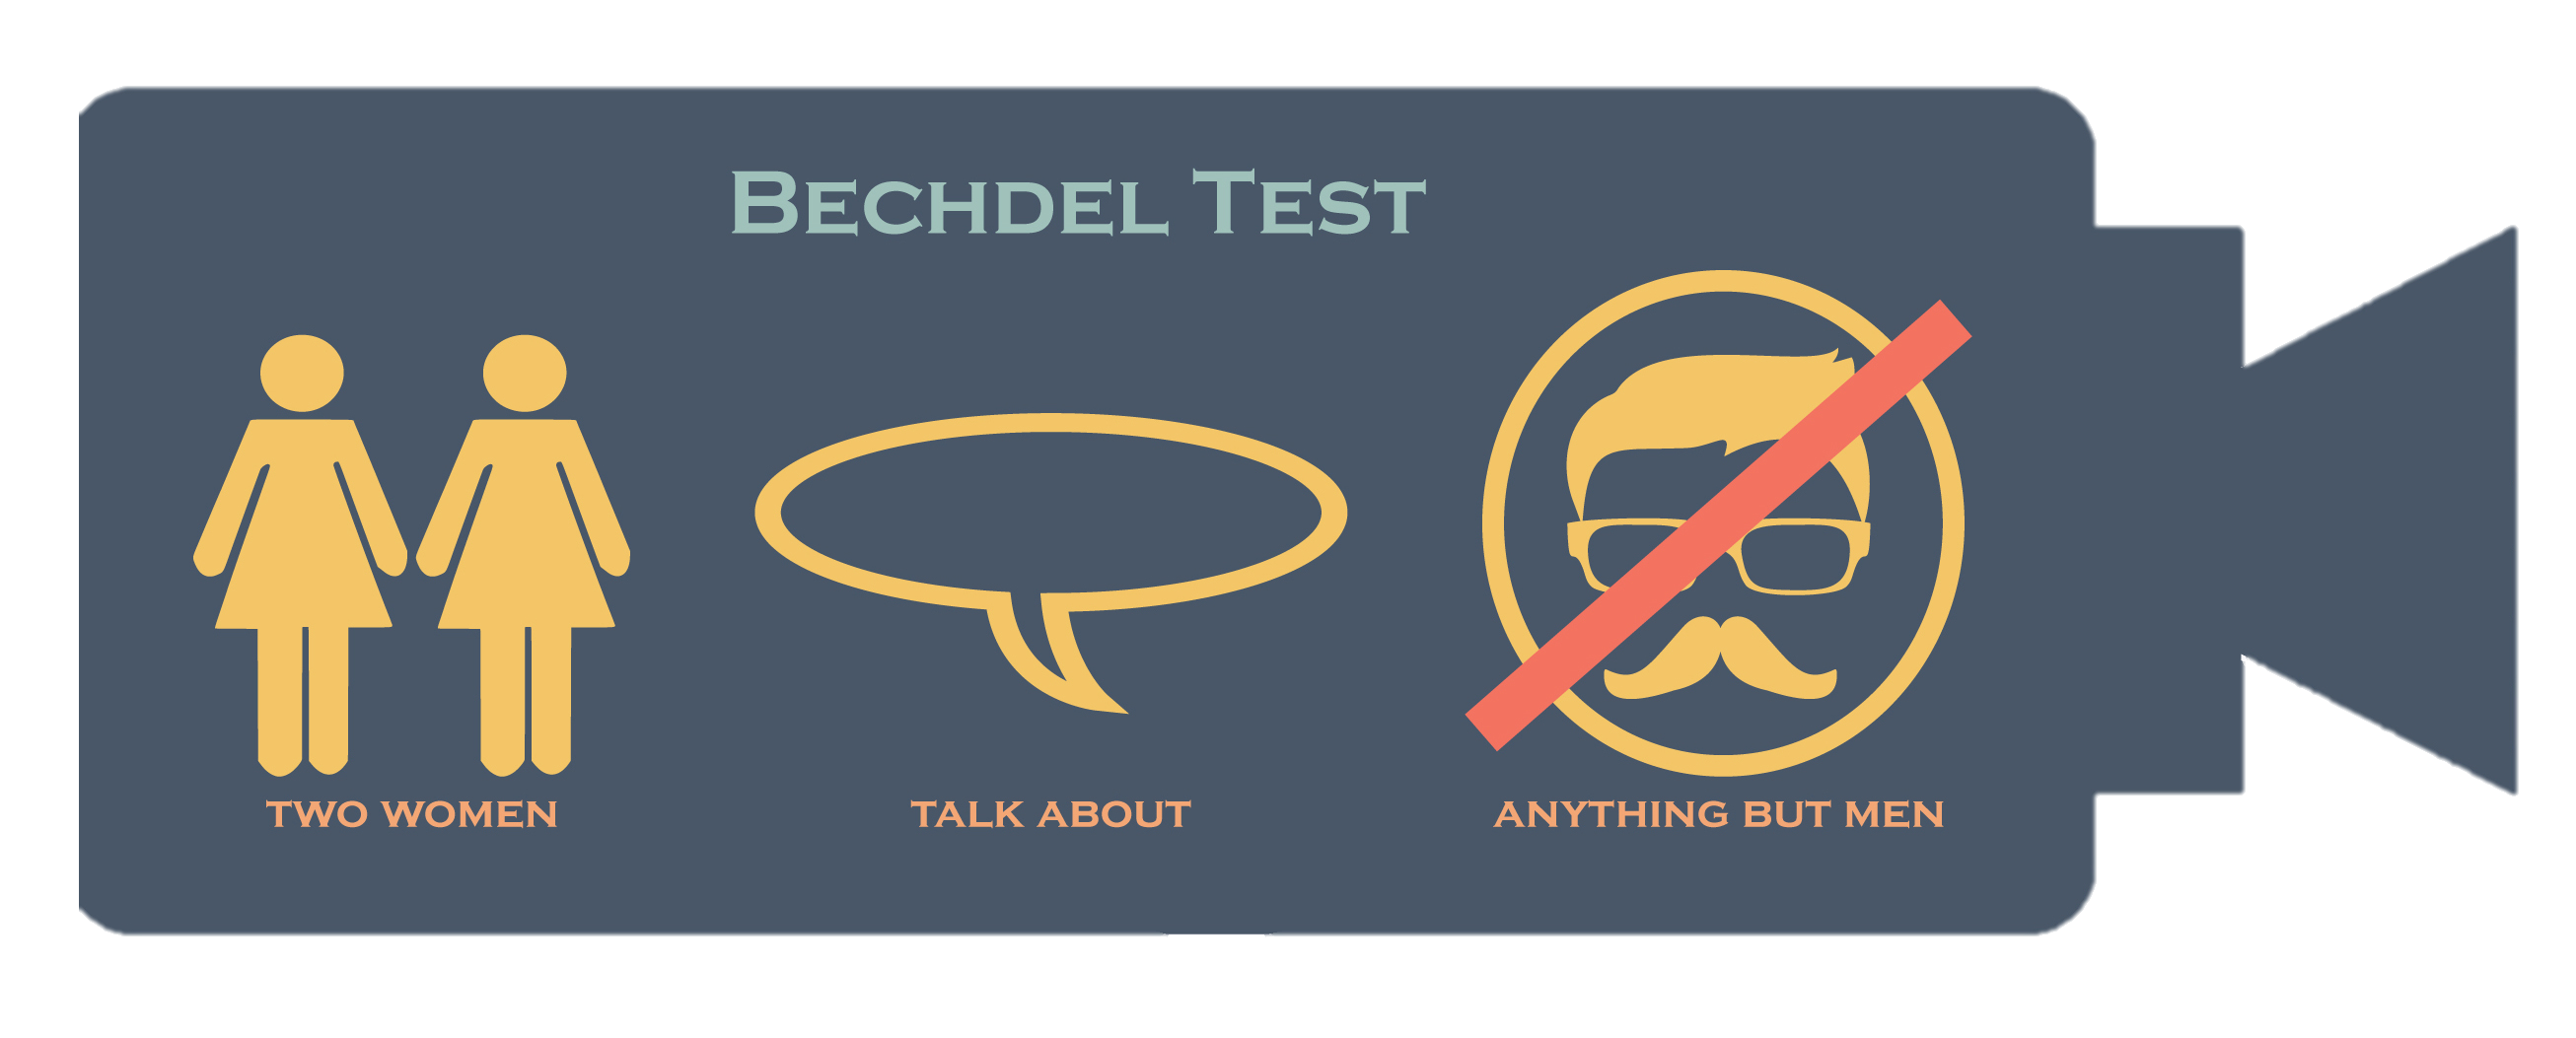 BECHDEL TEST
TWO WOMEN
TALK ABOUT
ANYTHING BUT MEN